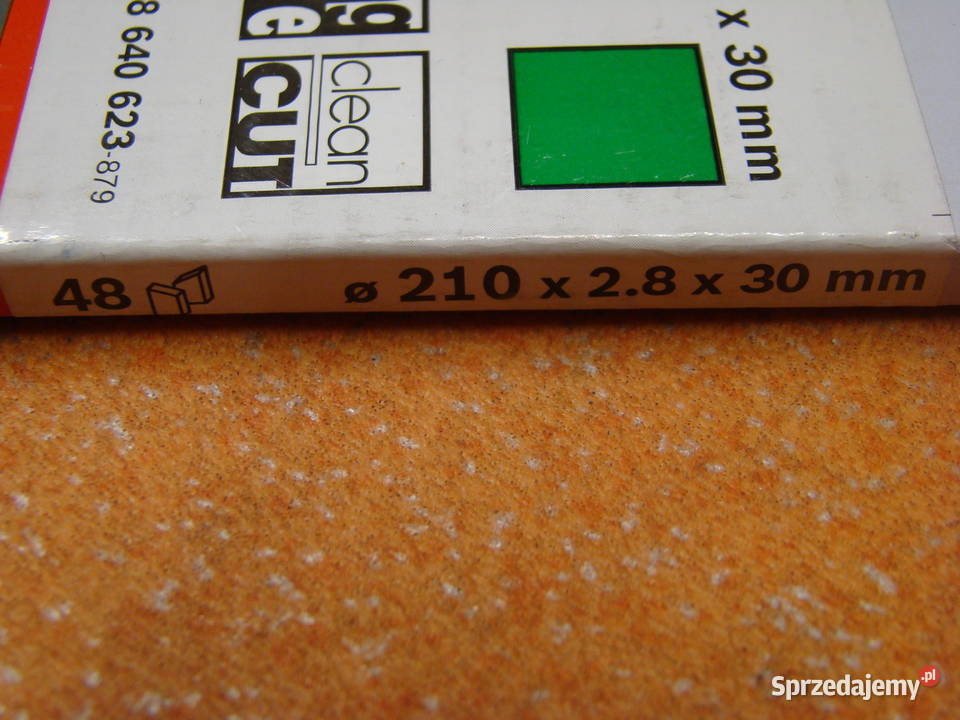 x 30 mm
g
e
clean
CUT
8 640 623-879
48 ø 210 x 2.8 x 30 mm
Sprzedajemy.pl